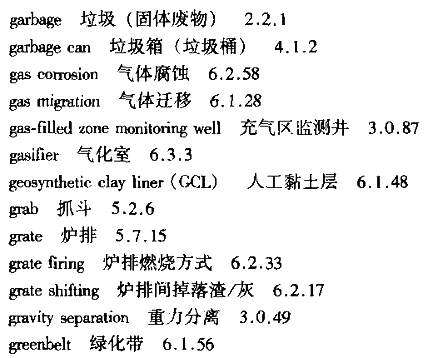 garbage 垃圾（固体废物） 2.2.1
garbage can 垃圾箱（垃圾桶） 4.1.2
gas corrosion 气体腐蚀 6.2.58
gas migration 气体迁移 6.1.28
gas-filled zone monitoring well 充气区监测井 3.0.87
gasifier 气化室 6.3.3
geosynthetic clay liner（GCL） 人工黏土层 6.1.48
grab 抓斗 5.2.6
grate 炉排 5.7.15
grate firing 炉排燃烧方式 6.2.33
grate shifting 炉排间掉落渣/灰 6.2.17
gravity separation 重力分离 3.0.49
greenbelt 绿化带 6.1.56